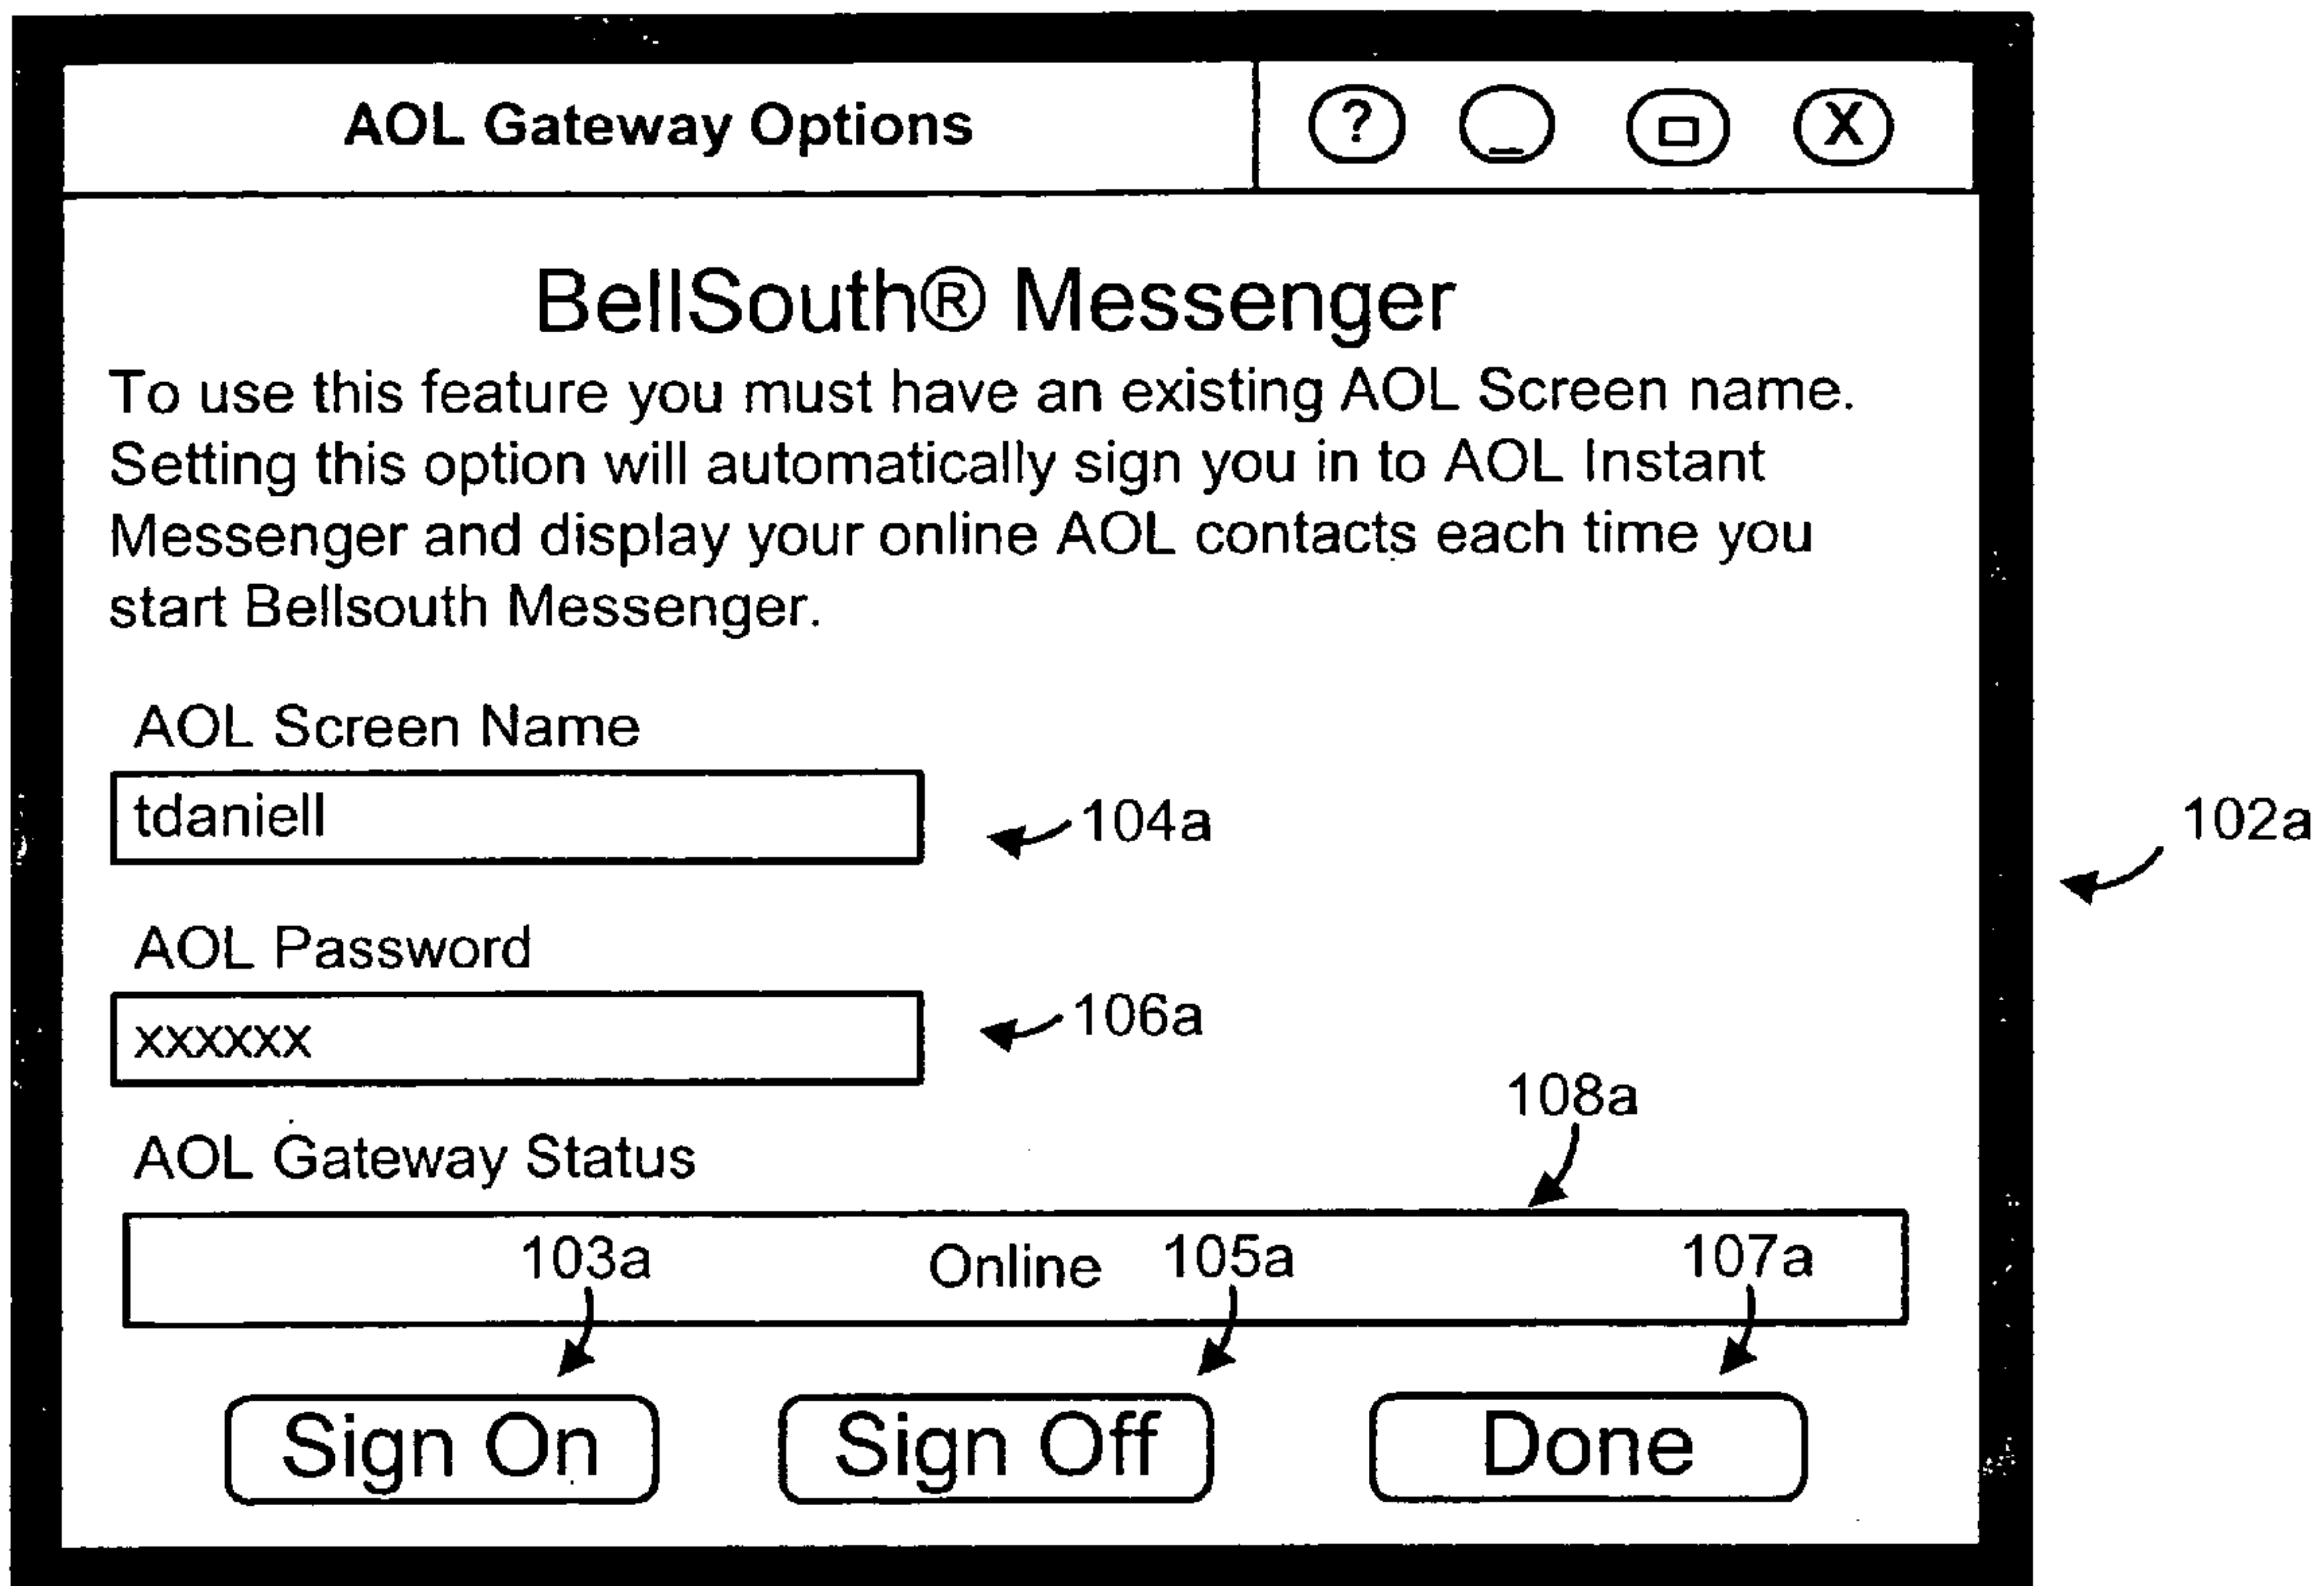 AOL Gateway Options ? _ X
BellSouth® Messenger
To use this feature you must have an existing AOL Screen name.
Setting this option will automatically sign you in to AOL Instant
Messenger and display your online AOL contacts each time you
start Bellsouth Messenger.
AOL Screen Name
tdaniell
104a
102a
AOL Password
xxxxxx
106a
108a
AOL Gateway Status
103a Online 105a 107a
Sign On Sign Off Done